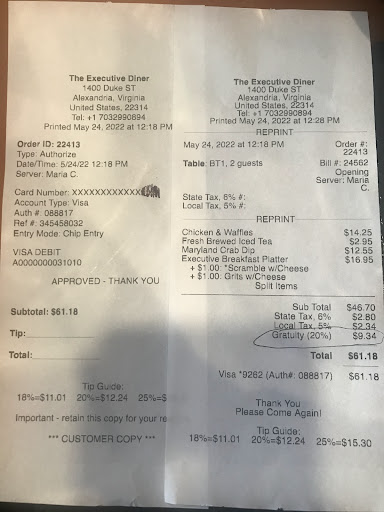 The Executive Diner
1400 Duke ST
Alexandria, Virginia
United States, 22314
Tel: +1 7032990894
Printed May 24, 2022 at 12:18 PM
Order ID: 22413
Type: Authorize
Date/Time: 5/24/22 12:18 PM
Server: Maria C.
Card Number: XXXXXXXXXXXX
Account Type: Visa
Auth #: 088817
Ref #: 345458032
Entry Mode: Chip Entry
VISA DEBIT
A0000000031010
APPROVED - THANK YOU
Subtotal: $61.18
Tip:
Total:
Tip Guide:
18%=$11.01 20%=$12.24 25%=$
Important - retain this copy for your re
*** CUSTOMER COPY ***
The Executive Diner
1400 Duke ST
Alexandria, Virginia
United States, 22314
Tel: +1 7032990894
Printed May 24, 2022 at 12:28 PM
REPRINT
May 24, 2022 at 12:18 PM Order #:
22413
Table: BT1, 2 guests Bill #: 24562
Opening
Server: Maria
C.
State Tax, 6% #:
Local Tax, 5% #:
REPRINT
Chicken & Waffles $14.25
Fresh Brewed Iced Tea $2.95
Maryland Crab Dip $12.55
Executive Breakfast Platter $16.95
+ $1.00: *Scramble w/Cheese
+ $1.00: Grits w/Cheese
Split Items
Sub Total $46.70
State Tax, 6% $2.80
Local Tax, 5% $2.34
Gratuity (20%) $9.34
Total $61.18
Visa *9262 (Auth#: 088817) $61.18
Thank You
Please Come Again!
Tip Guide:
18%=$11.01 20%=$12.24 25%=$15.30